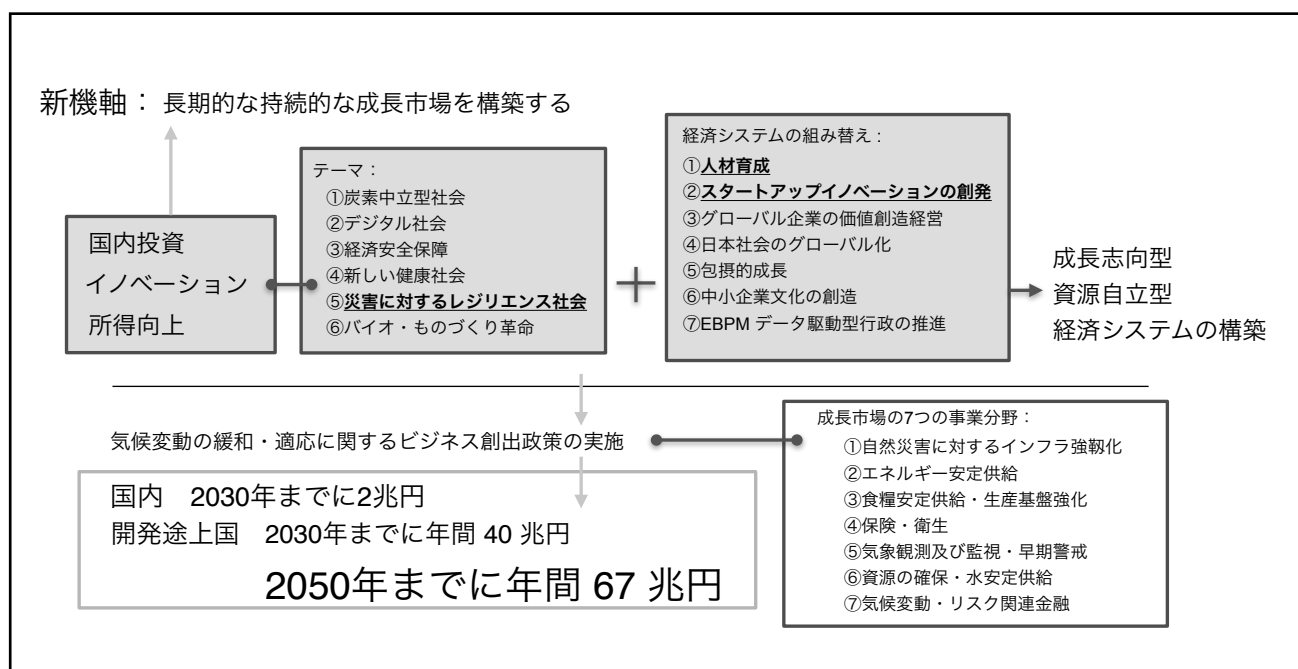 新機軸： 長期的な持続的な成長市場を構築する
国内投資
イノベーション
所得向上
テーマ：
①炭素中立型社会
②デジタル社会
③経済安全保障
④新しい健康社会
⑤災害に対するレジリエンス社会
⑥バイオ・ものづくり革命
＋
経済システムの組み替え :
①人材育成
②スタートアップイノベーションの創発
③グローバル企業の価値創造経営
④日本社会のグローバル化
⑤包摂的成長
⑥中小企業文化の創造
⑦EBPM データ駆動型行政の推進
成長志向型
資源自立型
経済システムの構築
気候変動の緩和・適応に関するビジネス創出政策の実施
国内　2030年までに2兆円
開発途上国　2030年までに年間 40 兆円
2050年までに年間 67 兆円
成長市場の7つの事業分野：
①自然災害に対するインフラ強靱化
②エネルギー安定供給
③食糧安定供給・生産基盤強化
④保険・衛生
⑤気象観測及び監視・早期警戒
⑥資源の確保・水安定供給
⑦気候変動・リスク関連金融